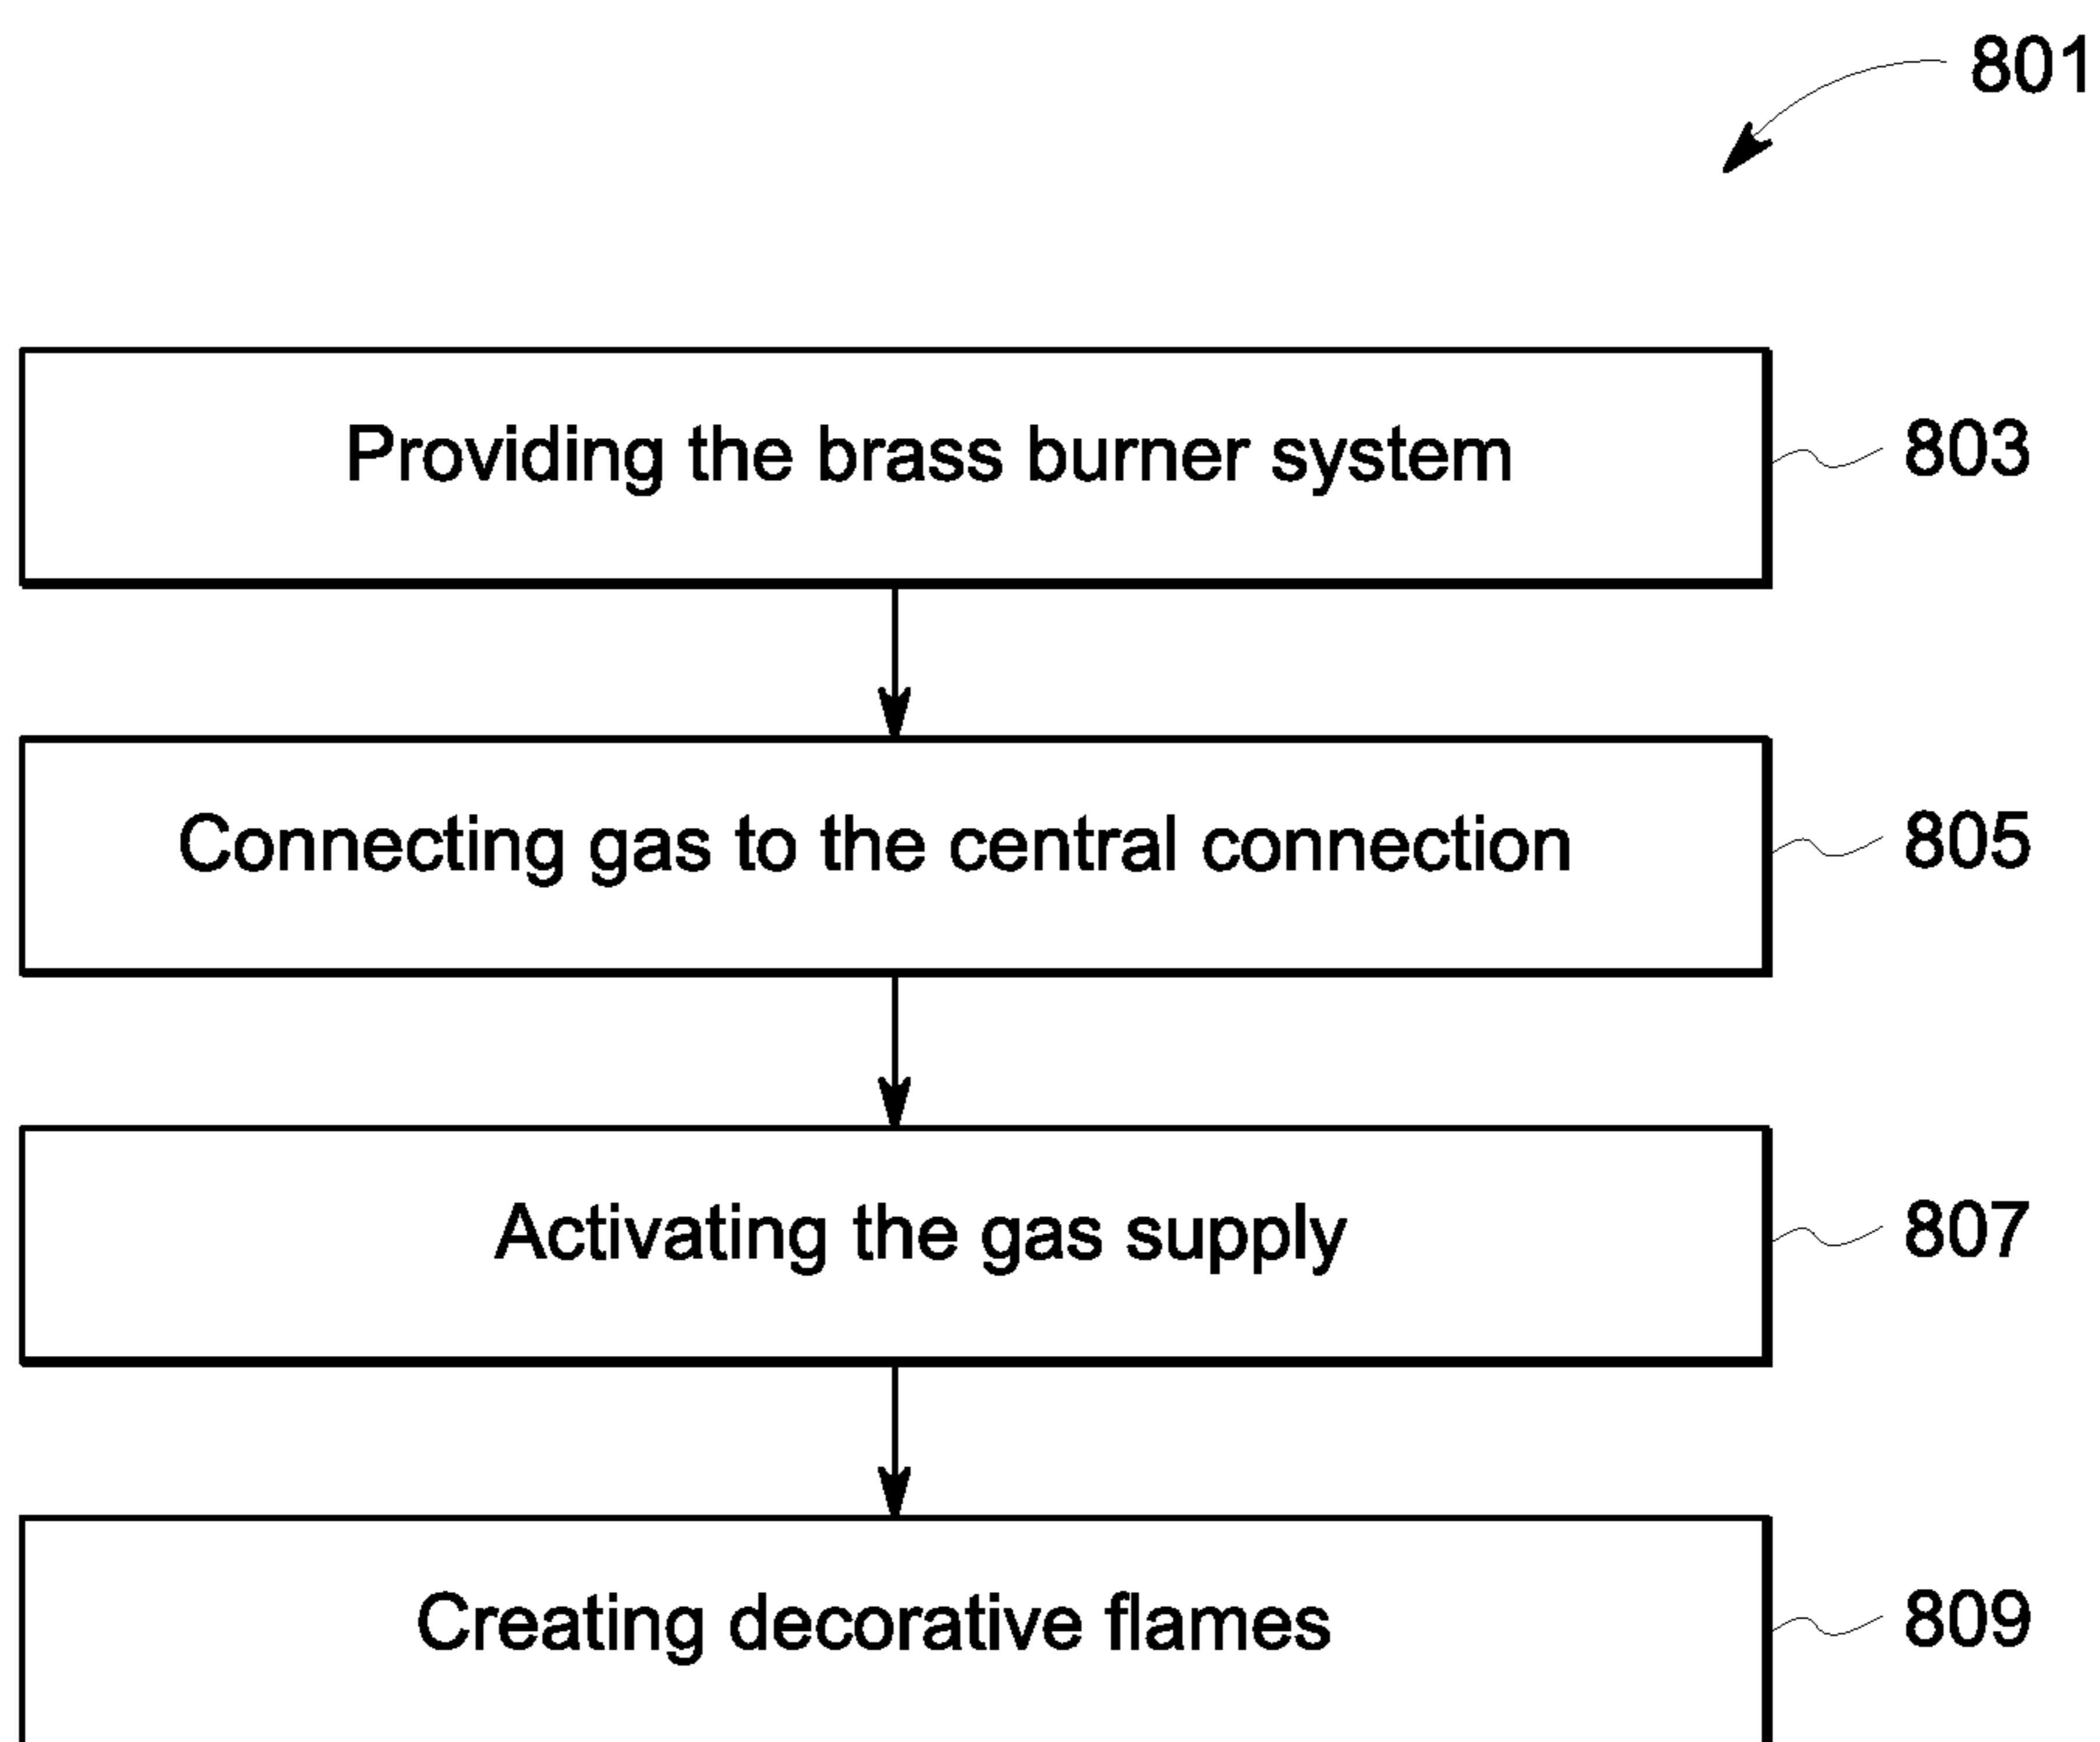 801
Providing the brass burner system
803
Connecting gas to the central connection
805
Activating the gas supply
807
Creating decorative flames
809